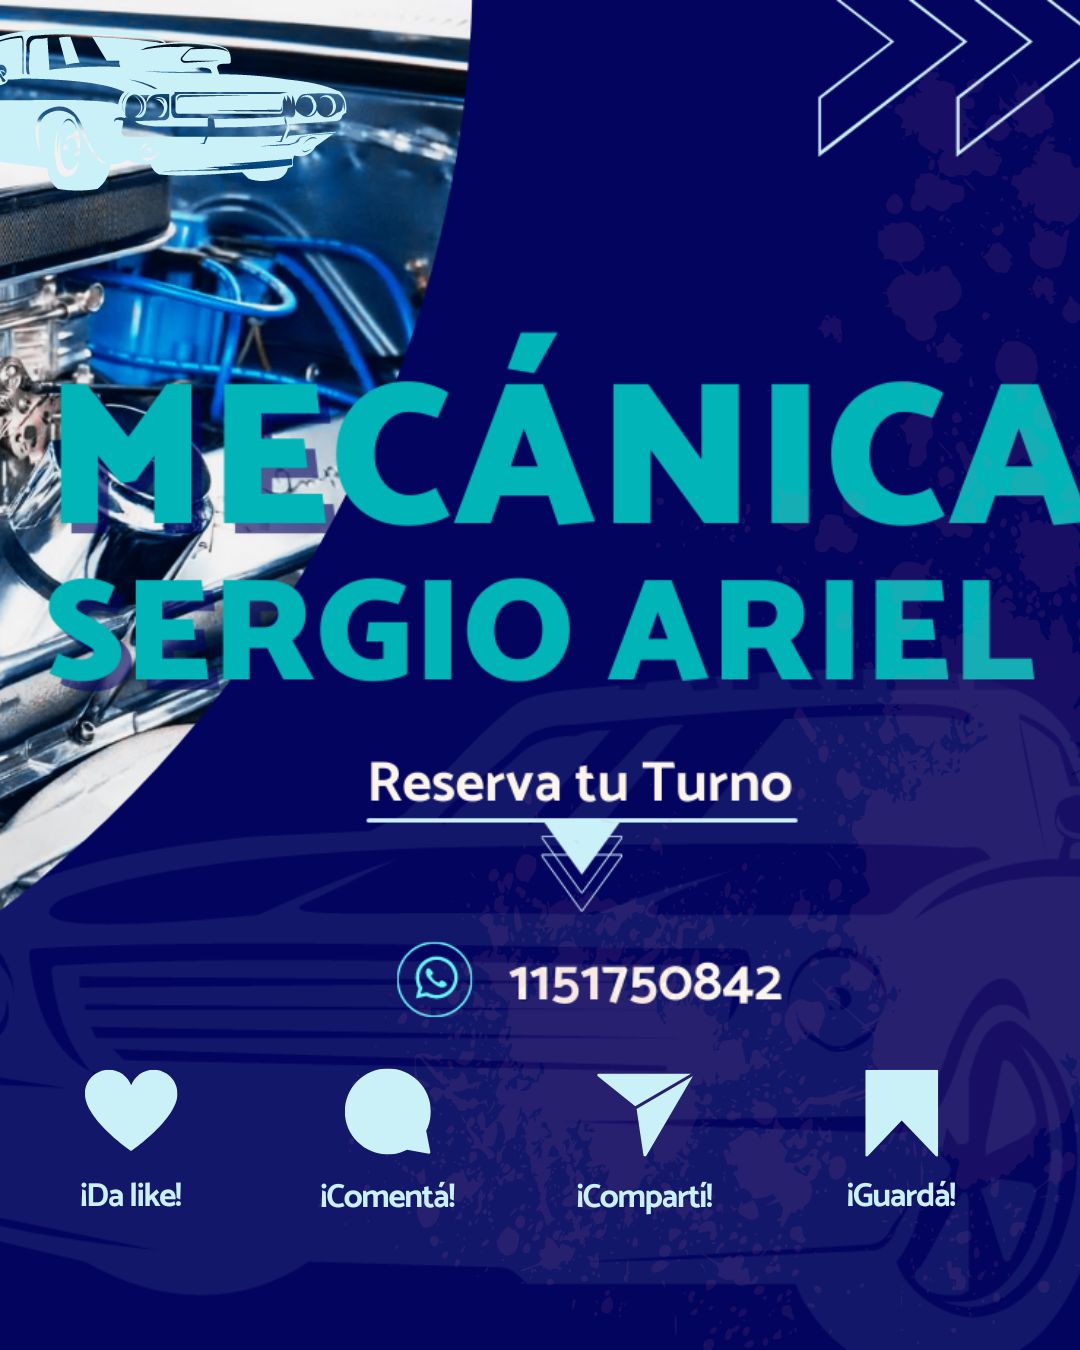 MECÁNICA
SERGIO ARIEL
Reserva tu Turno
1151750842
¡Da like!
¡Comentá!
¡Compartí!
¡Guardá!